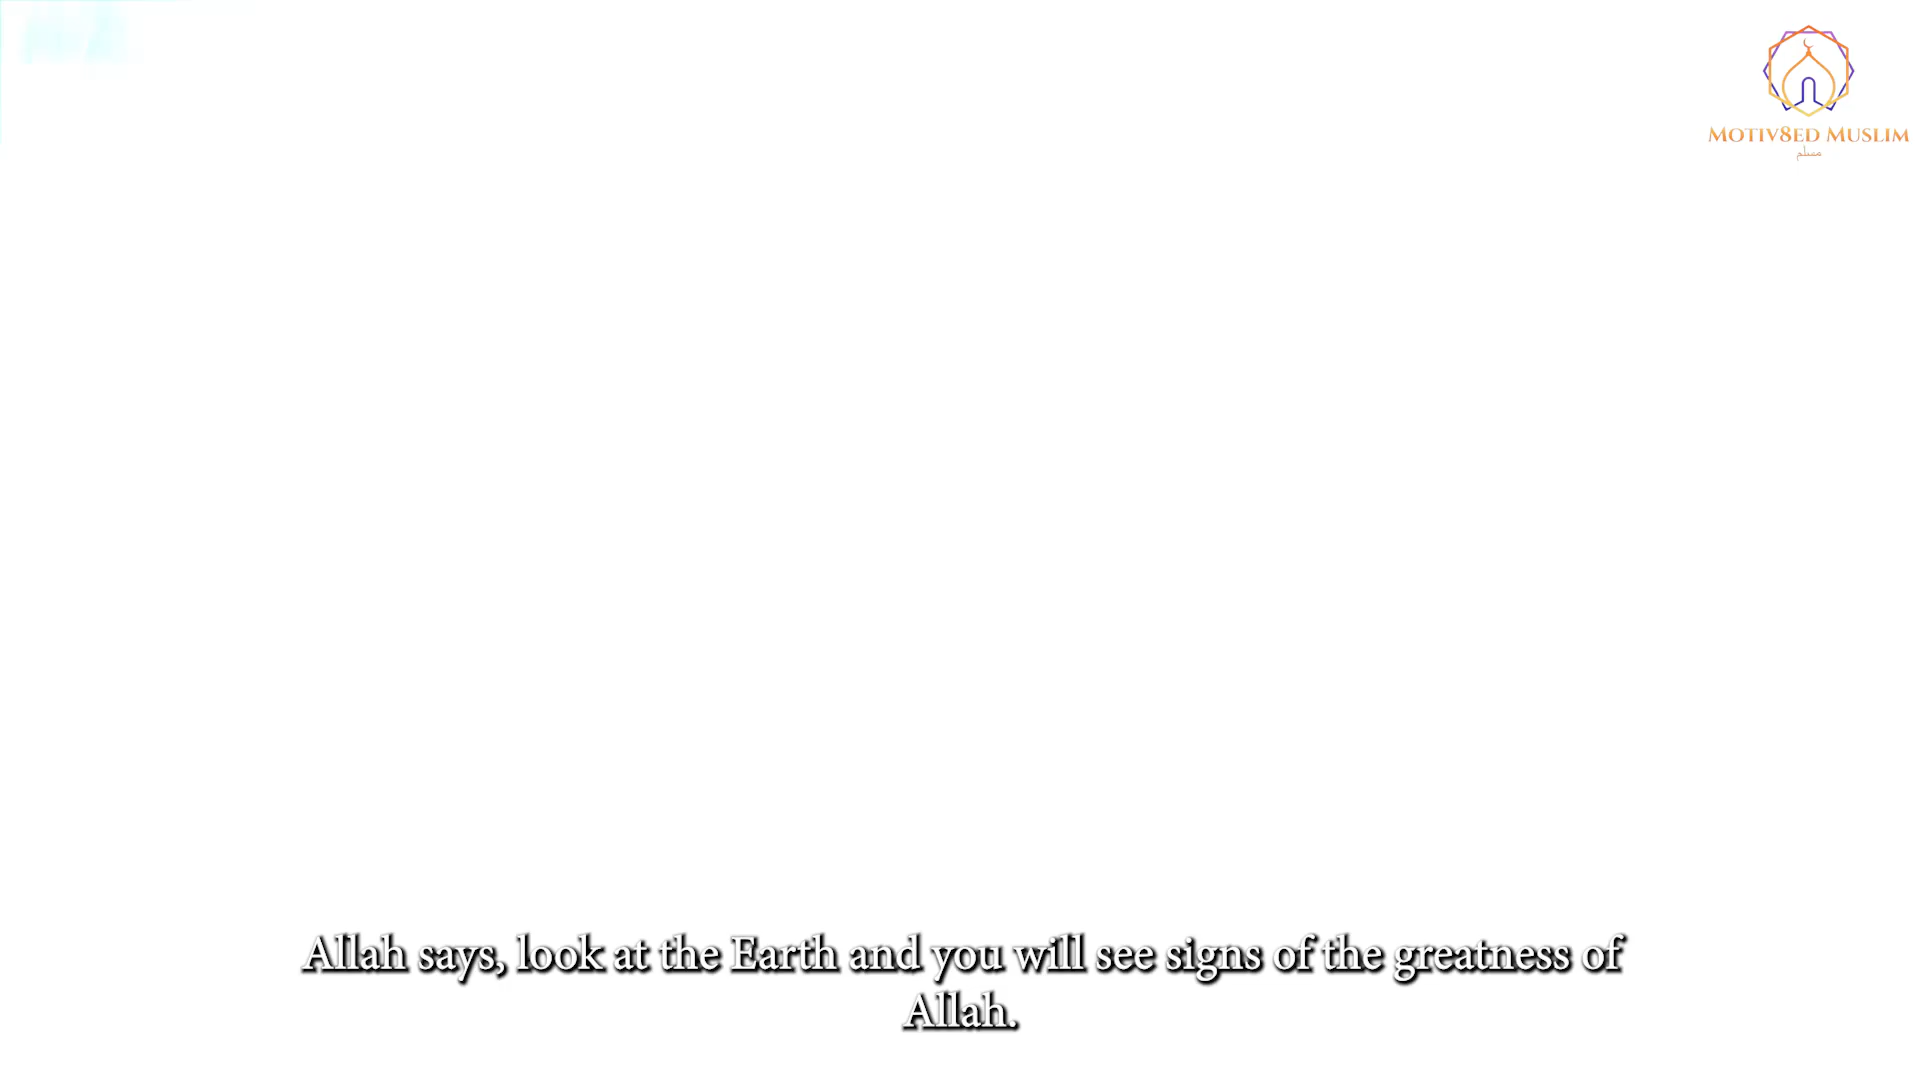 MOTIV8ED MUSLIM
مسلم
Allah says, look at the Earth and you will see signs of the greatness of
Allah.